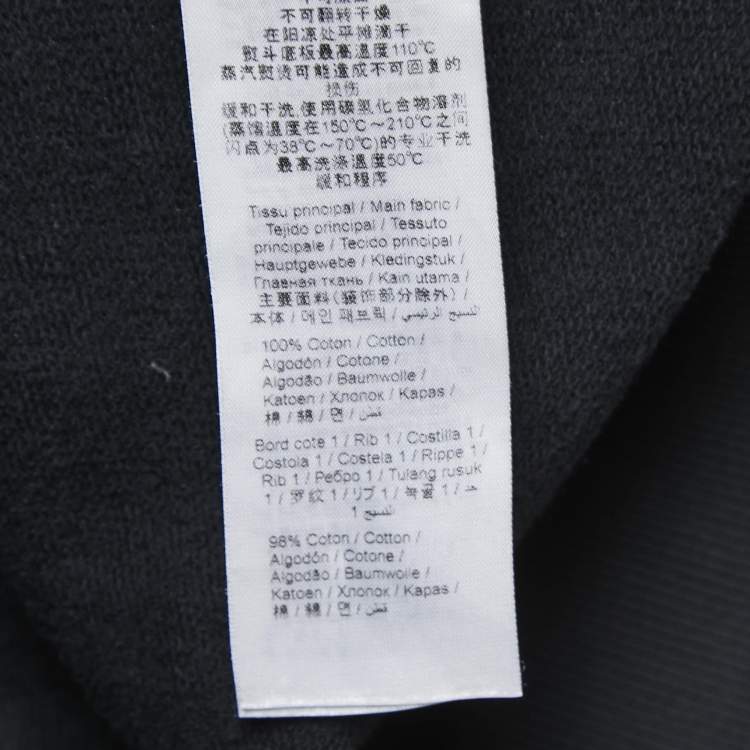 不可翻转干燥
在阴凉处平摊滴干
熨斗底板最高温度110℃
蒸汽熨烫可能造成不可回复的
损伤
缓和干洗,使用碳氢化合物溶剂
(蒸馏温度在150℃~210℃之间
闪点为38℃~70℃)的专业干洗
最高洗涤温度50℃
缓和程序
Tissu principal / Main fabric /
Tejido principal / Tessuto
principale / Tecido principal /
Hauptgewebe / Kledingstuk /
Главная ткань / Kain utama /
主要面料(装饰部分除外) /
本体 / 메인 패브릭 / النسيج الرئيسي
100% Coton / Cotton /
Algodón / Cotone /
Algodão / Baumwolle /
Katoen / Хлопок / Kapas /
棉 / 綿 / 면 / قطن
Bord cote 1 / Rib 1 / Costilla 1 /
Costola 1 / Costela 1 / Rippe 1 /
Rib 1 / Ребро 1 / Tulang rusuk
1 / 罗纹 1 / リブ 1 /
1 النسيج
98% Coton / Cotton /
Algodón / Cotone /
Algodão / Baumwolle /
Katoen / Хлопок / Kapas /
棉 / 綿 / 면 / قطن